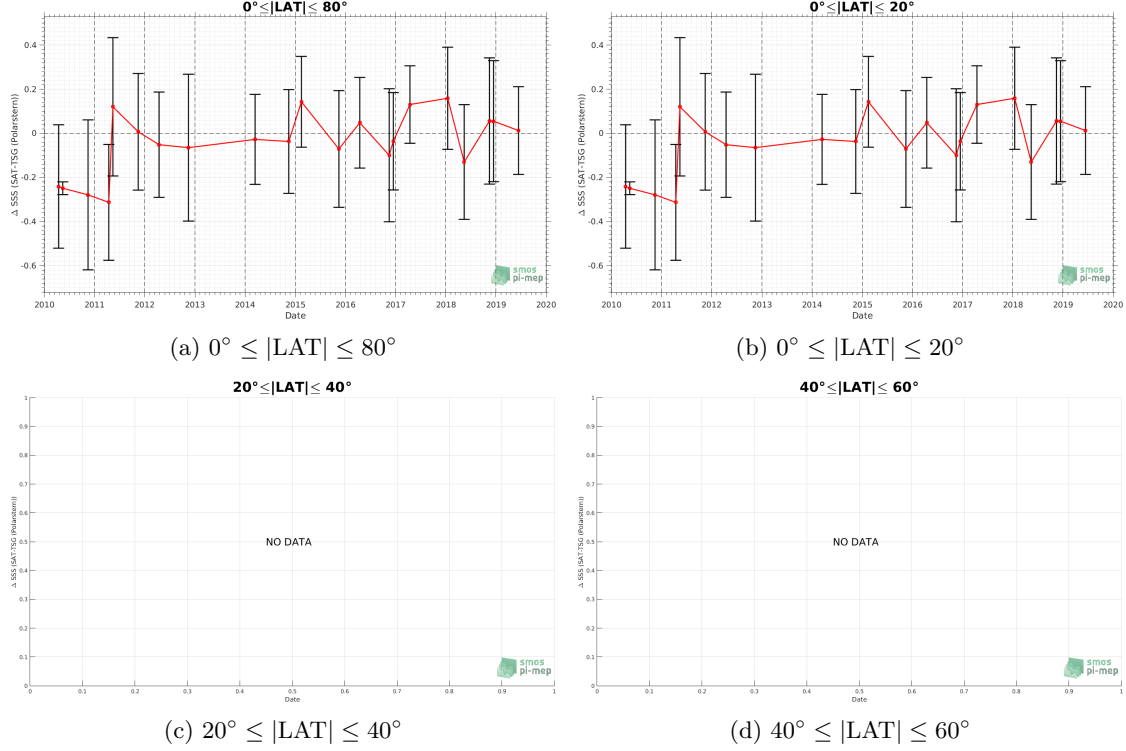 0°≤|LAT|≤ 80°
Δ SSS (SAT-TSG (Polarstern))
0.4
0.2
0
-0.2
-0.4
-0.6
2010 2011 2012 2013 2014 2015 2016 2017 2018 2019 2020
Date
smos
pi-mep
(a) 0° ≤ |LAT| ≤ 80°
0°≤|LAT|≤ 20°
Δ SSS (SAT-TSG (Polarstern))
0.4
0.2
0
-0.2
-0.4
-0.6
2010 2011 2012 2013 2014 2015 2016 2017 2018 2019 2020
Date
smos
pi-mep
(b) 0° ≤ |LAT| ≤ 20°
20°≤|LAT|≤ 40°
Δ SSS (SAT-TSG (Polarstern))
1
0.9
0.8
0.7
0.6
0.5
0.4
0.3
0.2
0.1
0
NO DATA
0 0.1 0.2 0.3 0.4 0.5 0.6 0.7 0.8 0.9 1
Date
smos
pi-mep
(c) 20° ≤ |LAT| ≤ 40°
40°≤|LAT|≤ 60°
Δ SSS (SAT-TSG (Polarstern))
1
0.9
0.8
0.7
0.6
0.5
0.4
0.3
0.2
0.1
0
NO DATA
0 0.1 0.2 0.3 0.4 0.5 0.6 0.7 0.8 0.9 1
Date
smos
pi-mep
(d) 40° ≤ |LAT| ≤ 60°